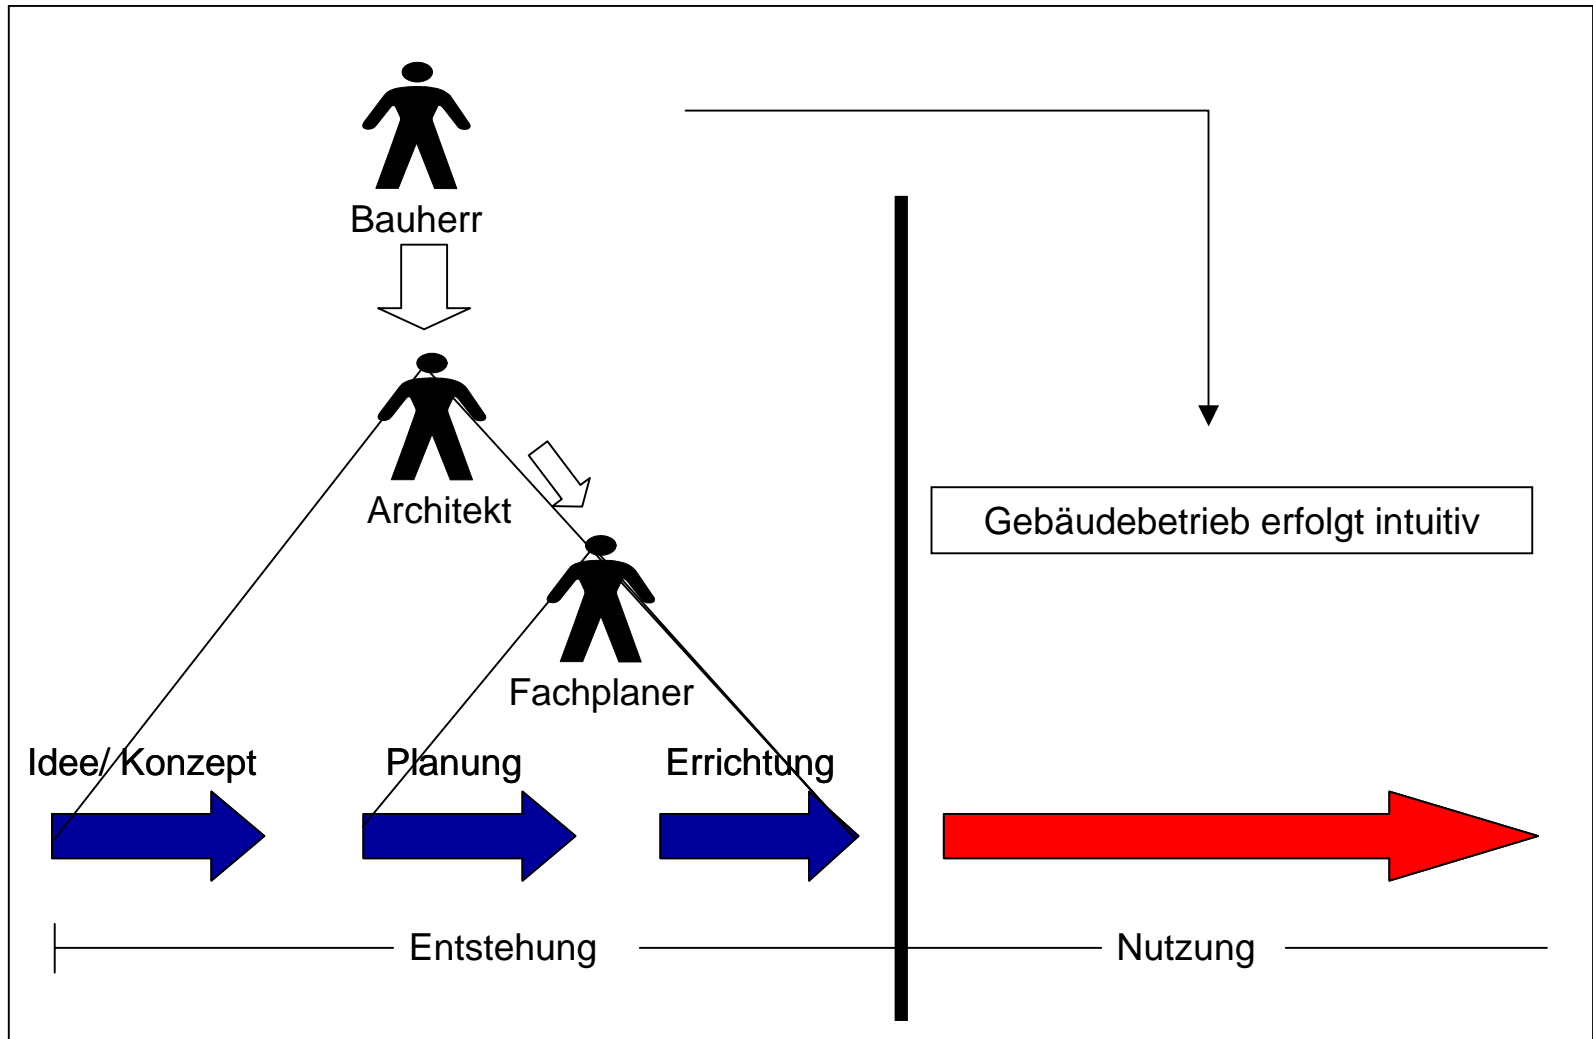 Bauherr
Architekt
Gebäudebetrieb erfolgt intuitiv
Fachplaner
Idee/ Konzept
Planung
Errichtung
Entstehung
Nutzung